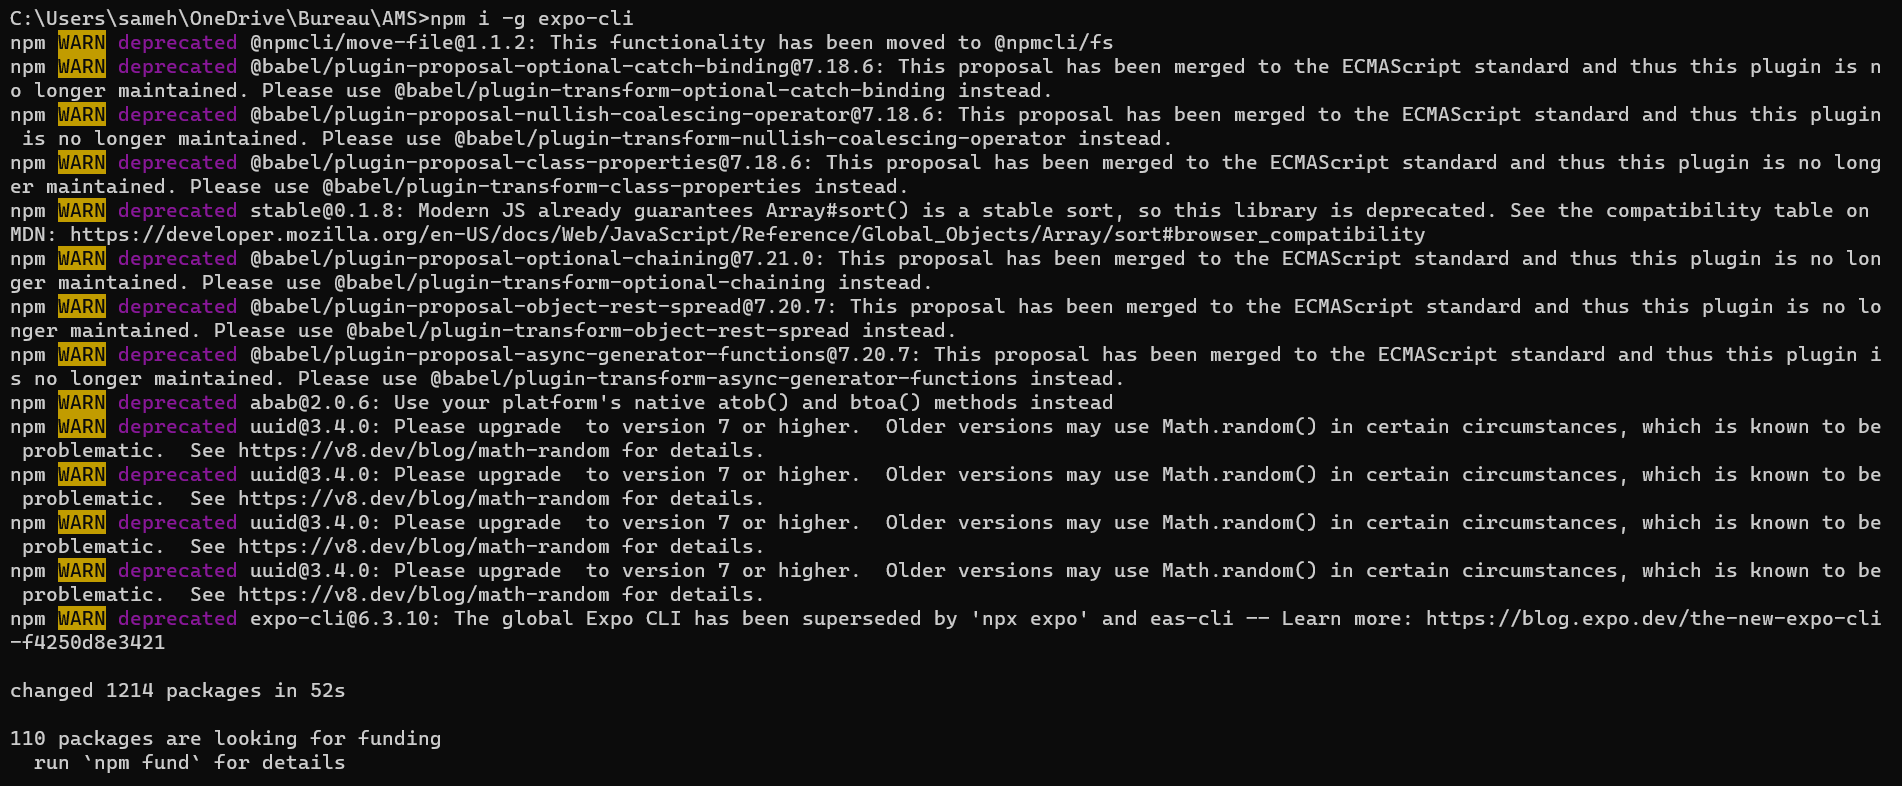 C:\Users\sameh\OneDrive\Bureau\AMS>npm i -g expo-cli
npm WARN deprecated @npmcli/move-file@1.1.2: This functionality has been moved to @npmcli/fs
npm WARN deprecated @babel/plugin-proposal-optional-catch-binding@7.18.6: This proposal has been merged to the ECMAScript standard and thus this plugin is n
o longer maintained. Please use @babel/plugin-transform-optional-catch-binding instead.
npm WARN deprecated @babel/plugin-proposal-nullish-coalescing-operator@7.18.6: This proposal has been merged to the ECMAScript standard and thus this plugin
 is no longer maintained. Please use @babel/plugin-transform-nullish-coalescing-operator instead.
npm WARN deprecated @babel/plugin-proposal-class-properties@7.18.6: This proposal has been merged to the ECMAScript standard and thus this plugin is no long
er maintained. Please use @babel/plugin-transform-class-properties instead.
npm WARN deprecated stable@0.1.8: Modern JS already guarantees Array#sort() is a stable sort, so this library is deprecated. See the compatibility table on
MDN: https://developer.mozilla.org/en-US/docs/Web/JavaScript/Reference/Global_Objects/Array/sort#browser_compatibility
npm WARN deprecated @babel/plugin-proposal-optional-chaining@7.21.0: This proposal has been merged to the ECMAScript standard and thus this plugin is no lon
ger maintained. Please use @babel/plugin-transform-optional-chaining instead.
npm WARN deprecated @babel/plugin-proposal-object-rest-spread@7.20.7: This proposal has been merged to the ECMAScript standard and thus this plugin is no lo
nger maintained. Please use @babel/plugin-transform-object-rest-spread instead.
npm WARN deprecated @babel/plugin-proposal-async-generator-functions@7.20.7: This proposal has been merged to the ECMAScript standard and thus this plugin i
s no longer maintained. Please use @babel/plugin-transform-async-generator-functions instead.
npm WARN deprecated abab@2.0.6: Use your platform's native atob() and btoa() methods instead
npm WARN deprecated uuid@3.4.0: Please upgrade  to version 7 or higher.  Older versions may use Math.random() in certain circumstances, which is known to be
 problematic.  See https://v8.dev/blog/math-random for details.
npm WARN deprecated uuid@3.4.0: Please upgrade  to version 7 or higher.  Older versions may use Math.random() in certain circumstances, which is known to be
 problematic.  See https://v8.dev/blog/math-random for details.
npm WARN deprecated uuid@3.4.0: Please upgrade  to version 7 or higher.  Older versions may use Math.random() in certain circumstances, which is known to be
 problematic.  See https://v8.dev/blog/math-random for details.
npm WARN deprecated uuid@3.4.0: Please upgrade  to version 7 or higher.  Older versions may use Math.random() in certain circumstances, which is known to be
 problematic.  See https://v8.dev/blog/math-random for details.
npm WARN deprecated expo-cli@6.3.10: The global Expo CLI has been superseded by 'npx expo' and eas-cli -- Learn more: https://blog.expo.dev/the-new-expo-cli
-f4250d8e3421

changed 1214 packages in 52s

110 packages are looking for funding
  run `npm fund` for details